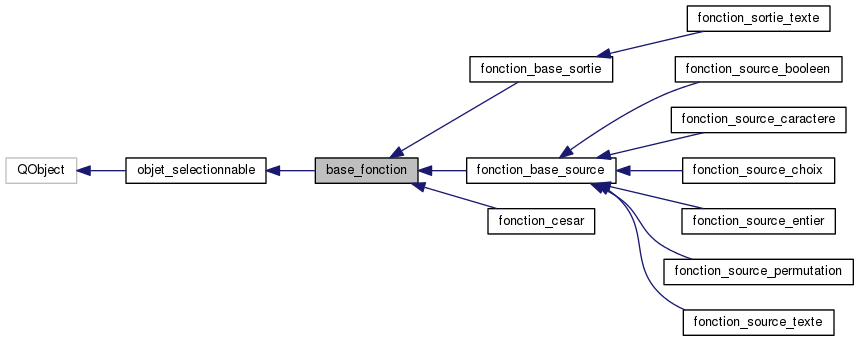 fonction_sortie_texte
fonction_base_sortie
fonction_source_booleen
fonction_source_caractere
QObject
objet_selectionnable
base_fonction
fonction_base_source
fonction_source_choix
fonction_cesar
fonction_source_entier
fonction_source_permutation
fonction_source_texte